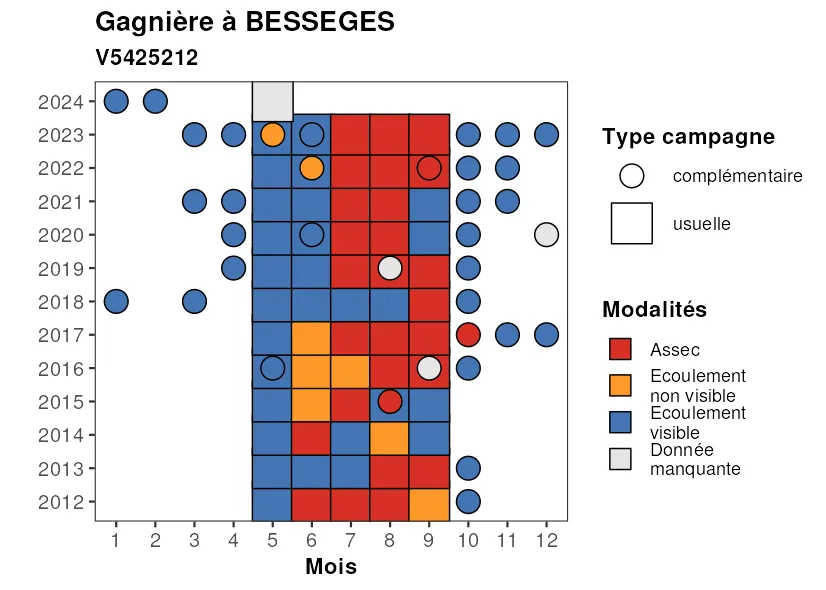 Gagnière à BESSEGES
V5425212
2024
2023
2022
2021
2020
2019
2018
2017
2016
2015
2014
2013
2012
1 2 3 4 5 6 7 8 9 10 11 12
Mois
Type campagne
complémentaire
usuelle
Modalités
Assec
Ecoulement
non visible
Ecoulement
visible
Donnée
manquante